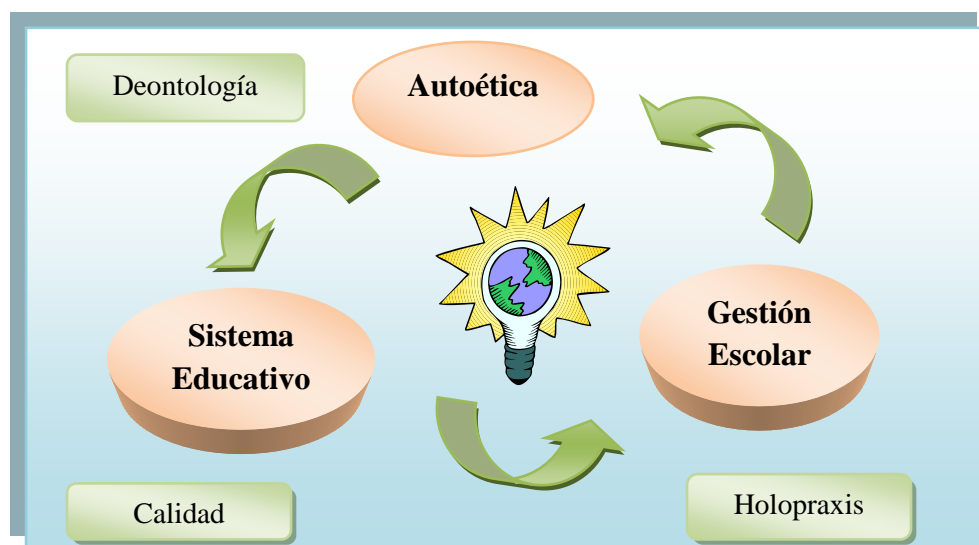 Deontología
Autoética
Sistema
Educativo
Gestión
Escolar
Calidad
Holopraxis